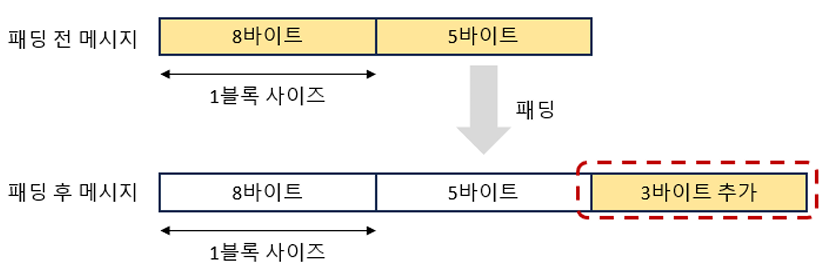 패딩 전 메시지
8바이트
5바이트
1블록 사이즈
패딩
패딩 후 메시지
8바이트
5바이트
3바이트 추가
1블록 사이즈